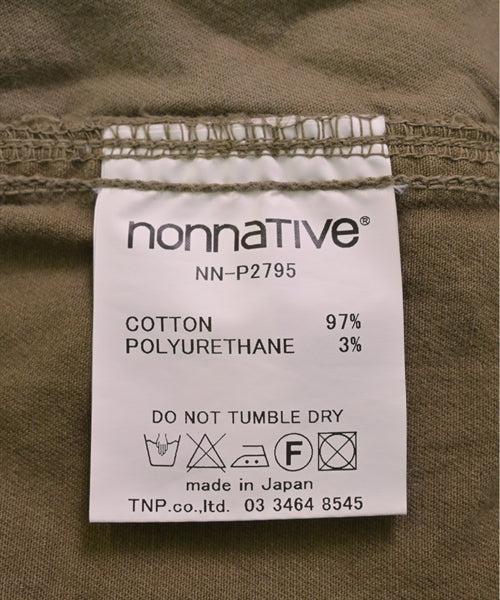 nonnaTIVe®
NN-P2795
COTTON 97%
POLYURETHANE 3%
DO NOT TUMBLE DRY
F
made in Japan
TNP.co.,ltd. 03 3464 8545